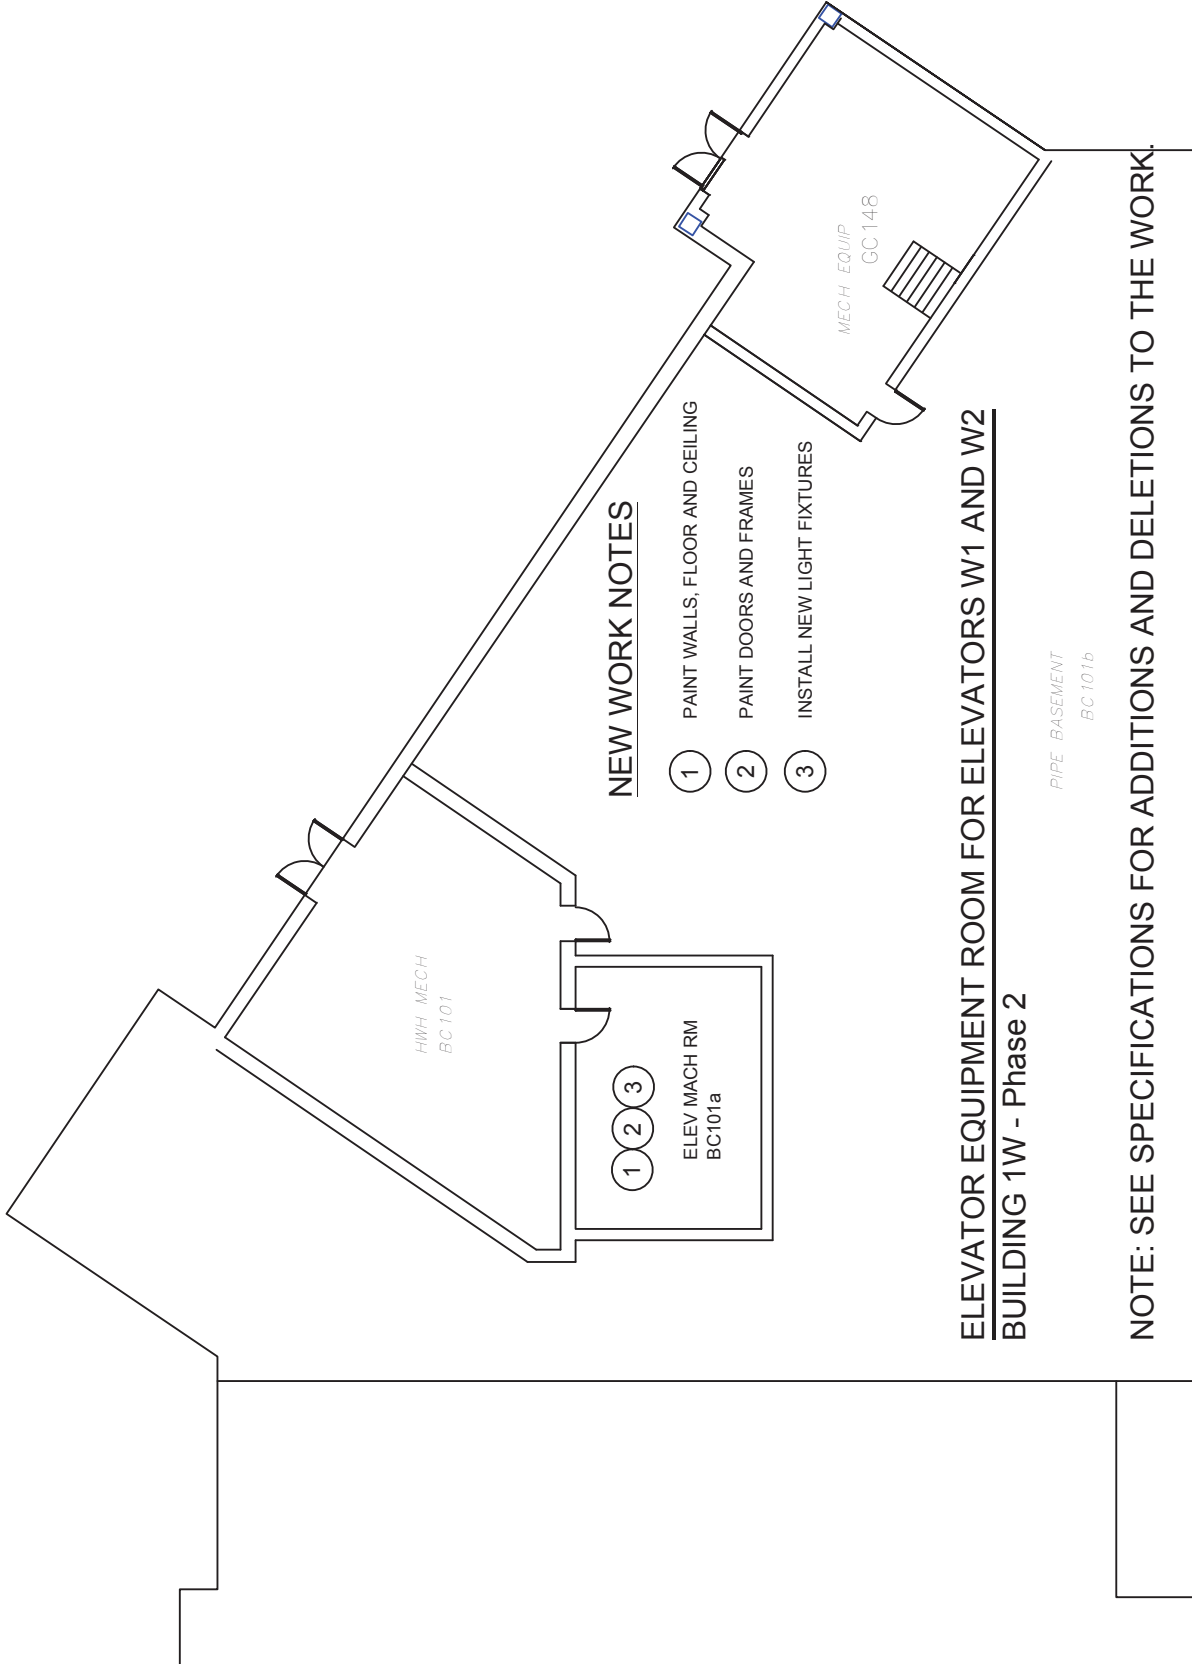 MECH EQUIP
GC148
HWH MECH
BC101
NEW WORK NOTES
1 PAINT WALLS, FLOOR AND CEILING
2 PAINT DOORS AND FRAMES
3 INSTALL NEW LIGHT FIXTURES
1 2 3
ELEV MACH RM
BC101a
ELEVATOR EQUIPMENT ROOM FOR ELEVATORS W1 AND W2
BUILDING 1W - Phase 2
PIPE BASEMENT
BC101b
NOTE: SEE SPECIFICATIONS FOR ADDITIONS AND DELETIONS TO THE WORK.